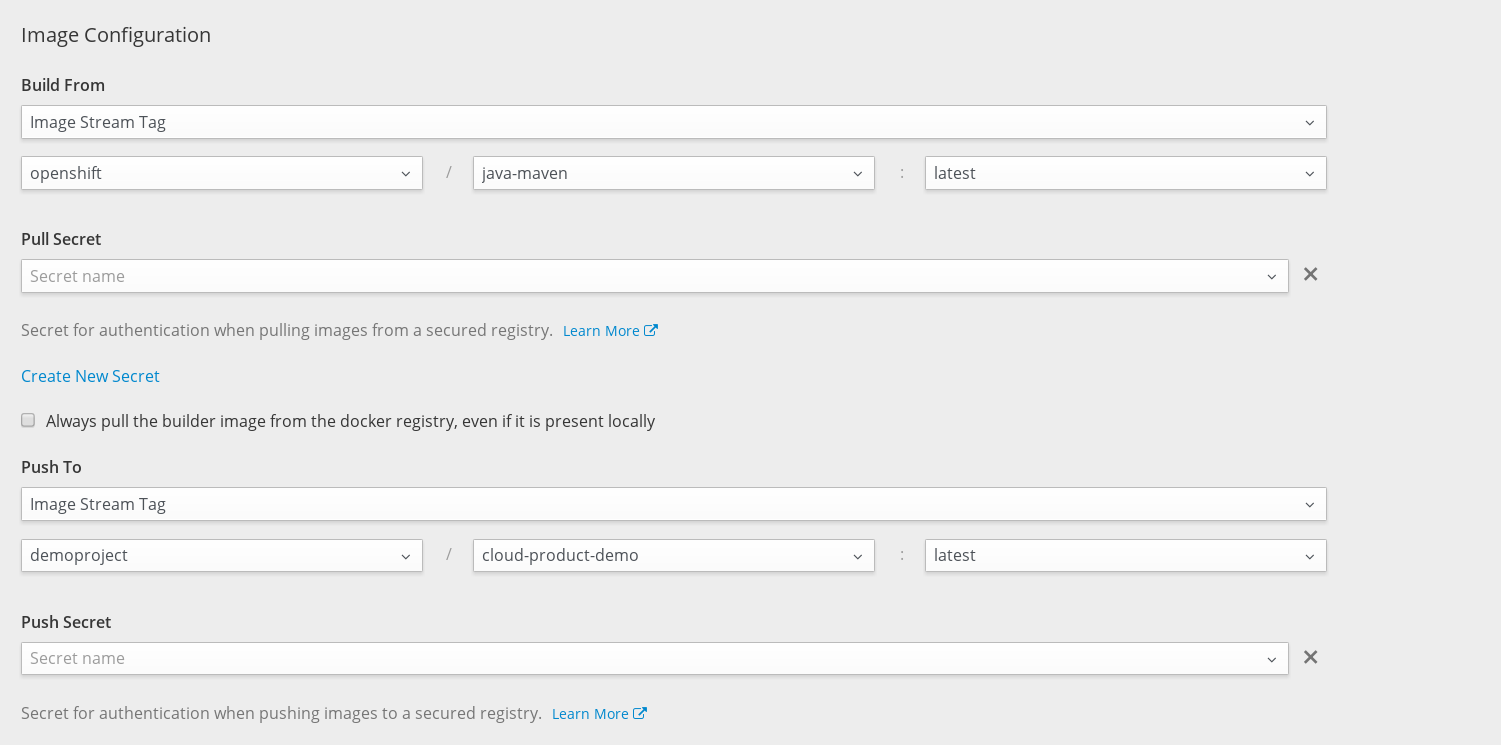 Image Configuration
Build From
Image Stream Tag
openshift / java-maven : latest
Pull Secret
Secret name
Secret for authentication when pulling images from a secured registry. Learn More
Create New Secret
Always pull the builder image from the docker registry, even if it is present locally
Push To
Image Stream Tag
demoproject / cloud-product-demo : latest
Push Secret
Secret name
Secret for authentication when pushing images to a secured registry. Learn More